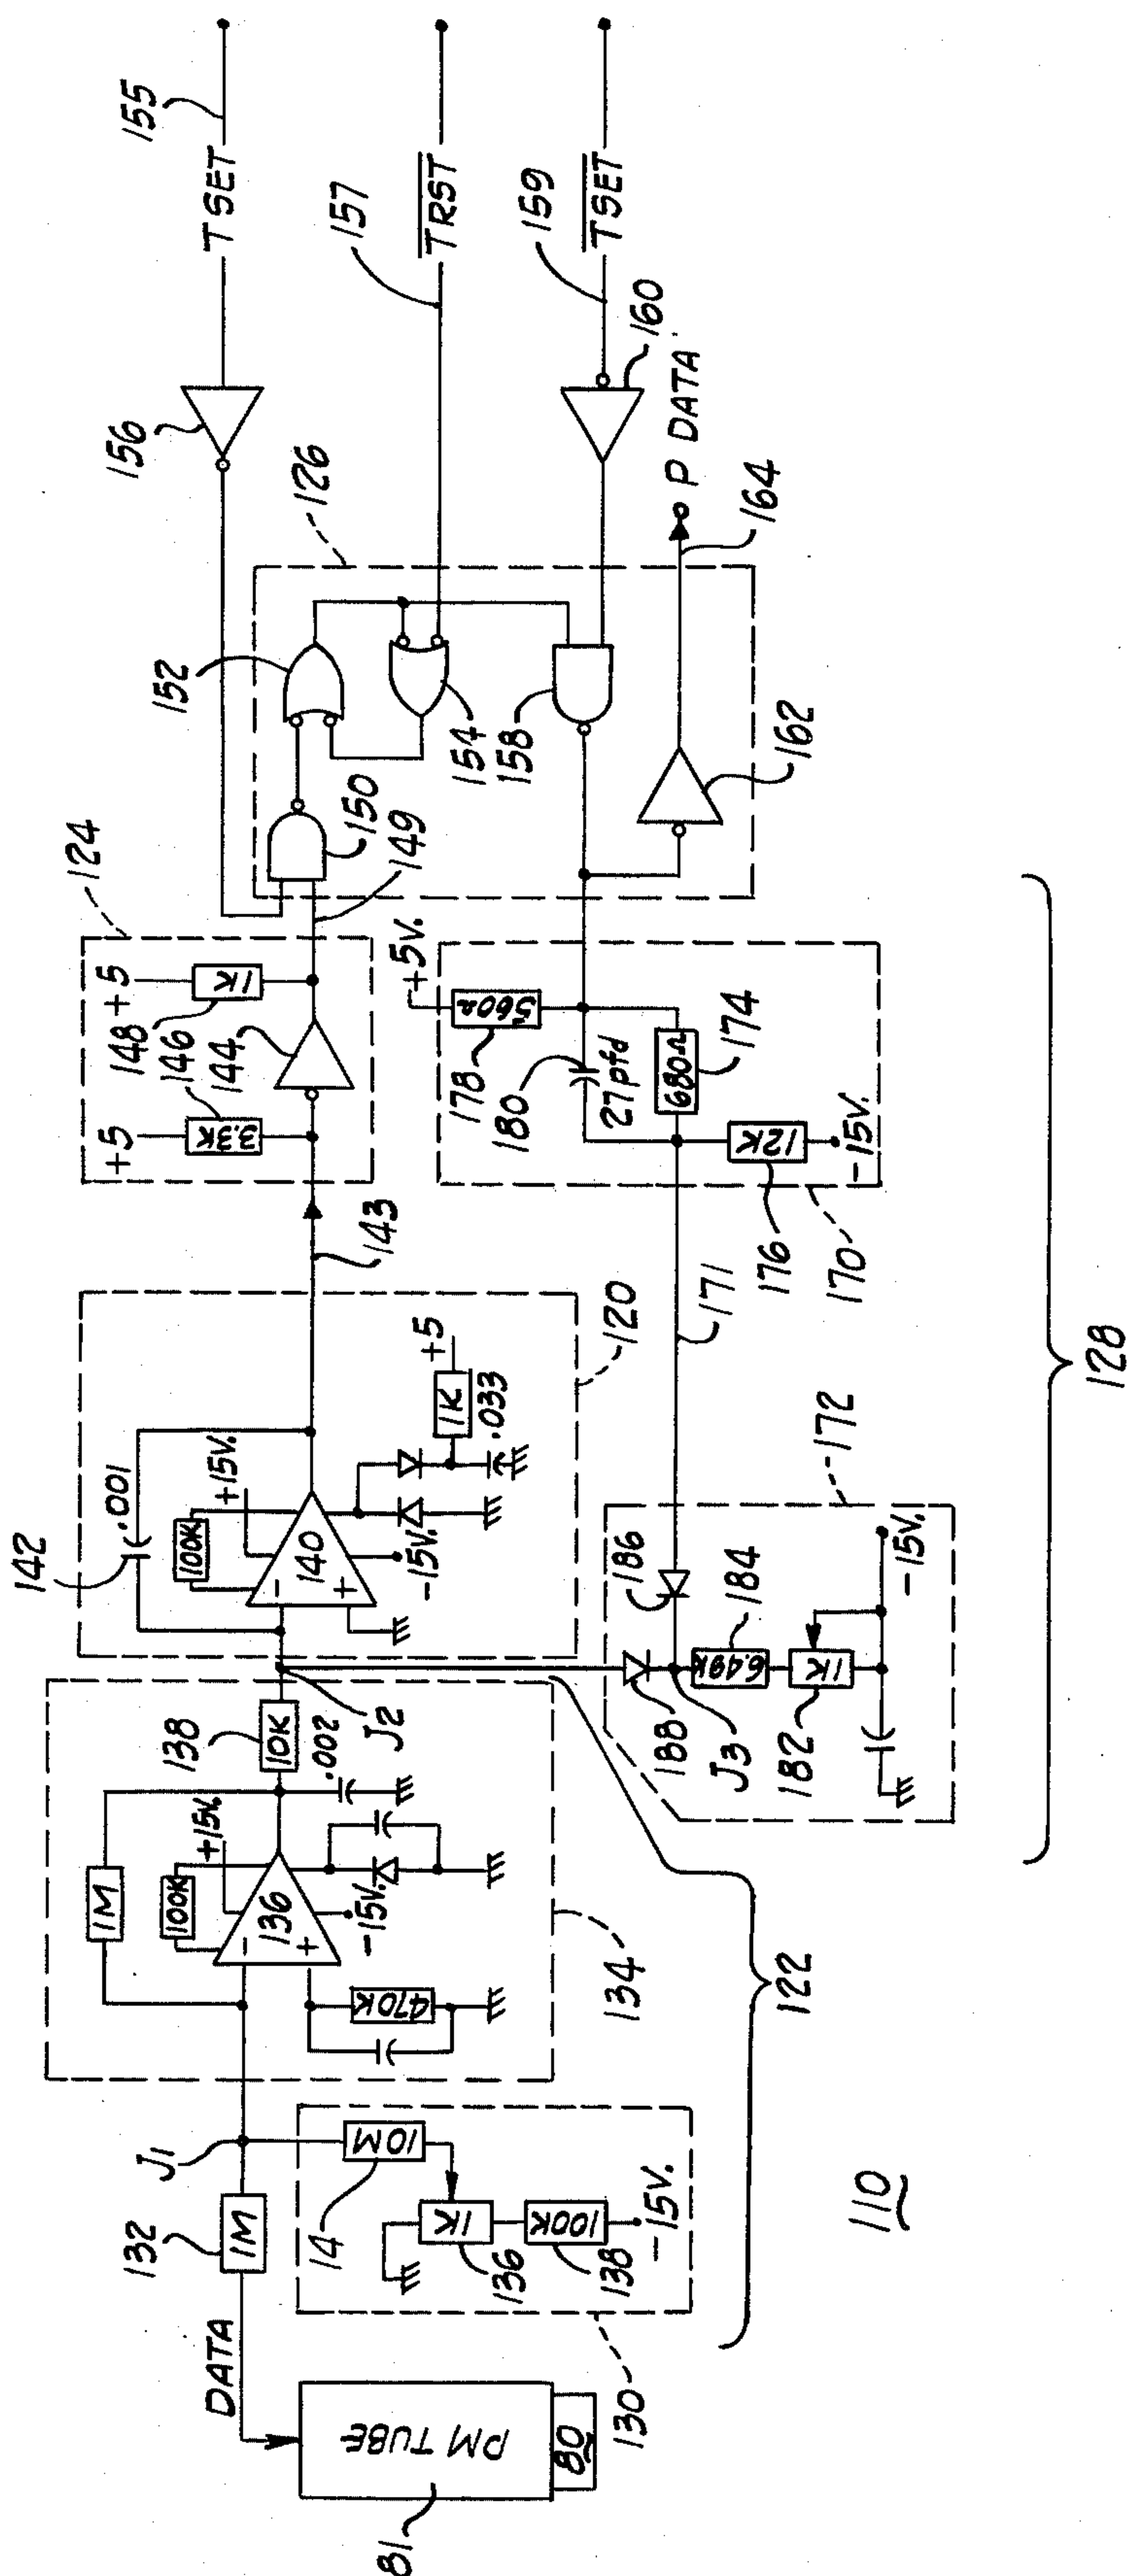 155
TSET
156
157
TRST
159
TSET
160
P DATA
164
126
152
154
158
150
149
162
124
+5
1K
148
146
144
+5
3.3K
+5V.
560Ω
178
180
27 pfd
680Ω
174
12K
-15V.
176
170
143
171
120
128
142
.001
100K
+15V.
140
-
+
-15V.
+5
1K
.033
172
186
188
J3
184
6.49K
1K
182
-15V.
J2
138
10K
.002
1M
100K
+15V.
136
-
+
-15V.
470K
134
122
J1
132
1M
14
10M
1K
136
100K
138
-15V.
130
DATA
PM TUBE
80
81
110